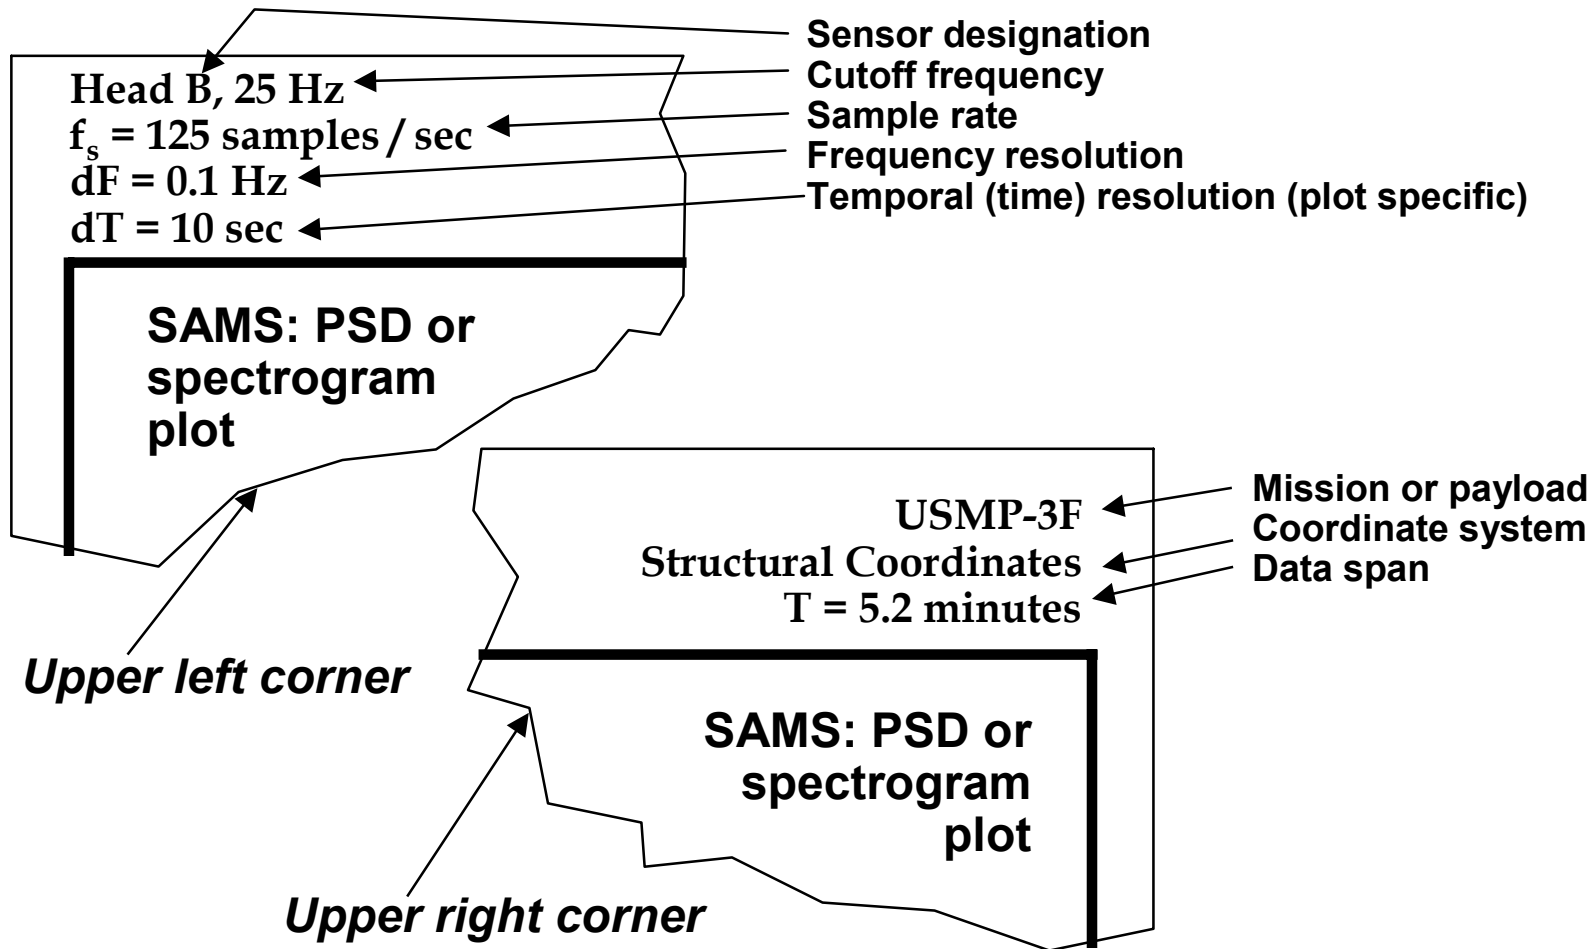 Sensor designation
Cutoff frequency
Sample rate
Frequency resolution
Temporal (time) resolution (plot specific)
Head B, 25 Hz
fs = 125 samples / sec
dF = 0.1 Hz
dT = 10 sec
SAMS: PSD or
spectrogram
plot
Upper left corner
USMP-3F
Structural Coordinates
T = 5.2 minutes
Mission or payload
Coordinate system
Data span
SAMS: PSD or
spectrogram
plot
Upper right corner